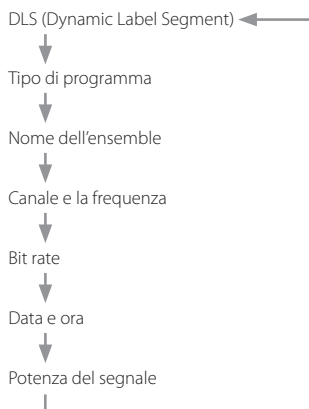 DLS (Dynamic Label Segment)
Tipo di programma
Nome dell'ensemble
Canale e la frequenza
Bit rate
Data e ora
Potenza del segnale